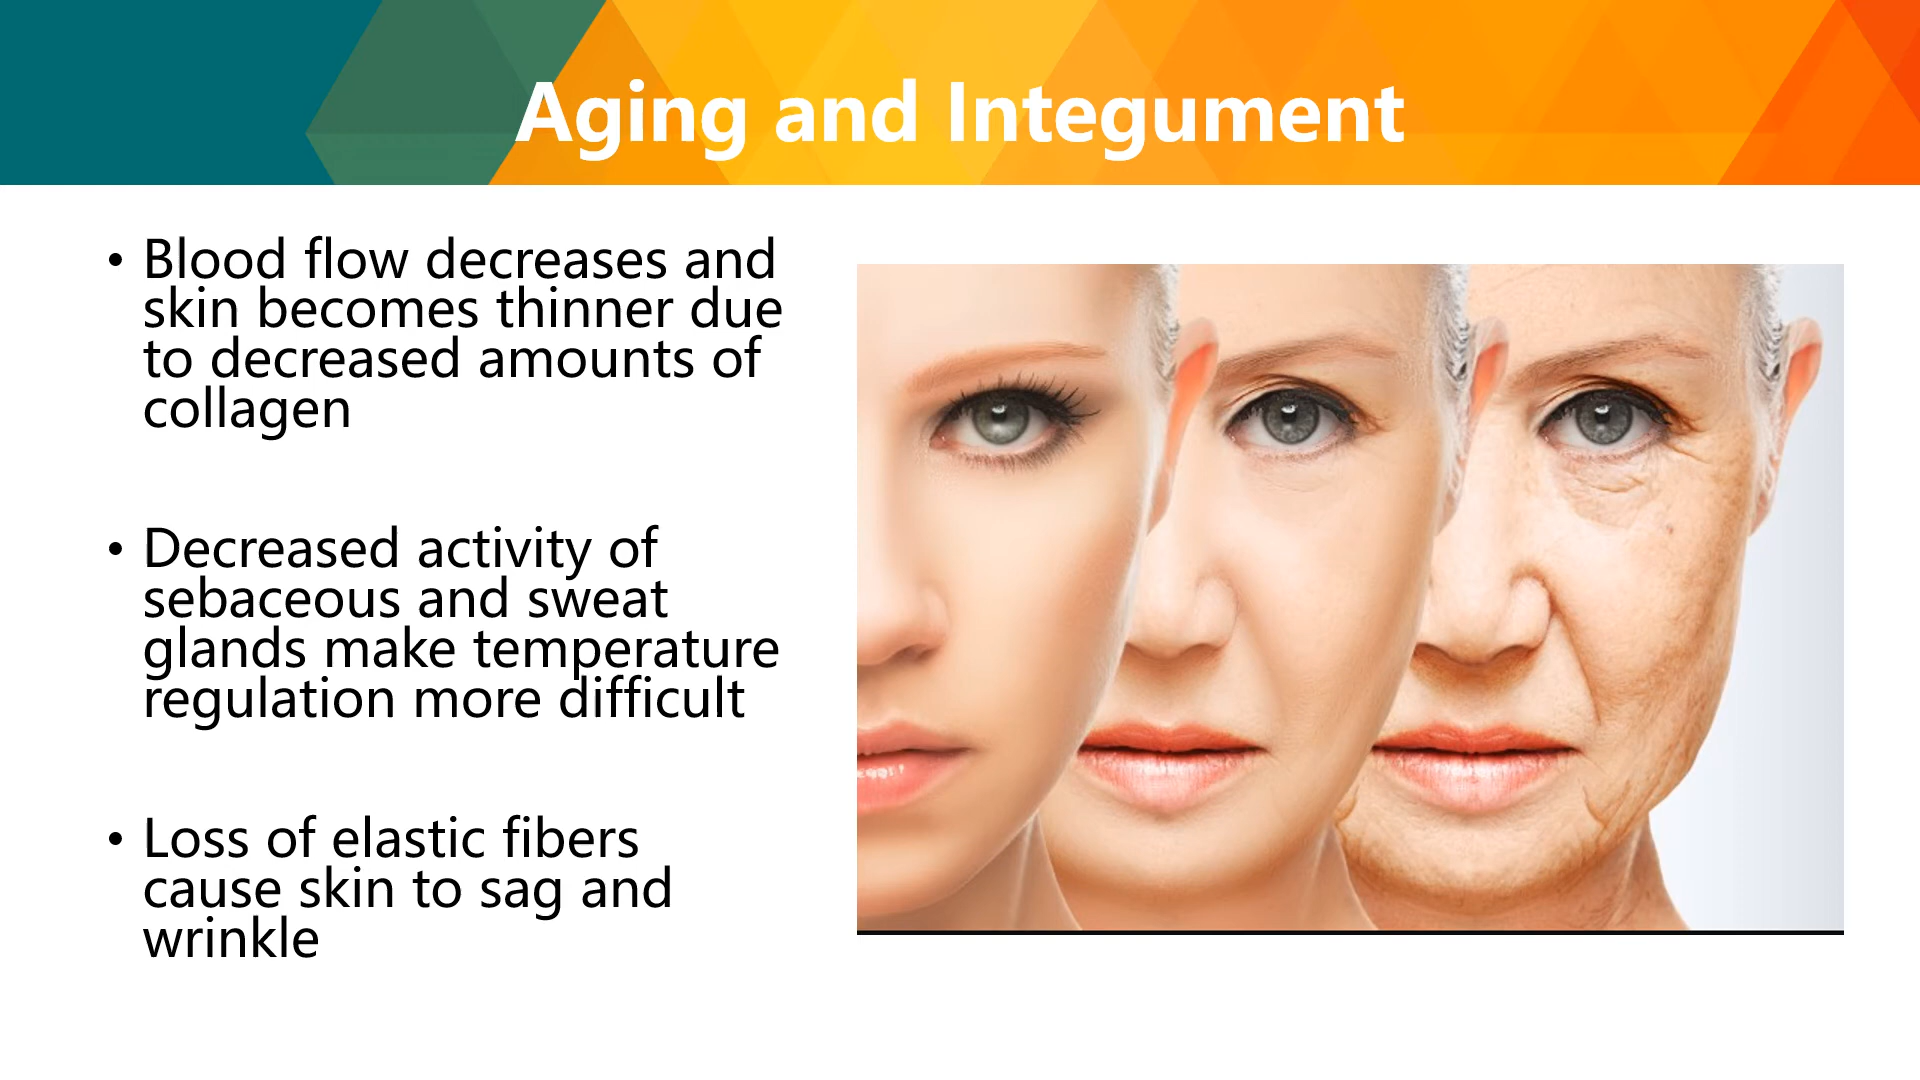 Aging and Integument
• Blood flow decreases and
skin becomes thinner due
to decreased amounts of
collagen
• Decreased activity of
sebaceous and sweat
glands make temperature
regulation more difficult
• Loss of elastic fibers
cause skin to sag and
wrinkle